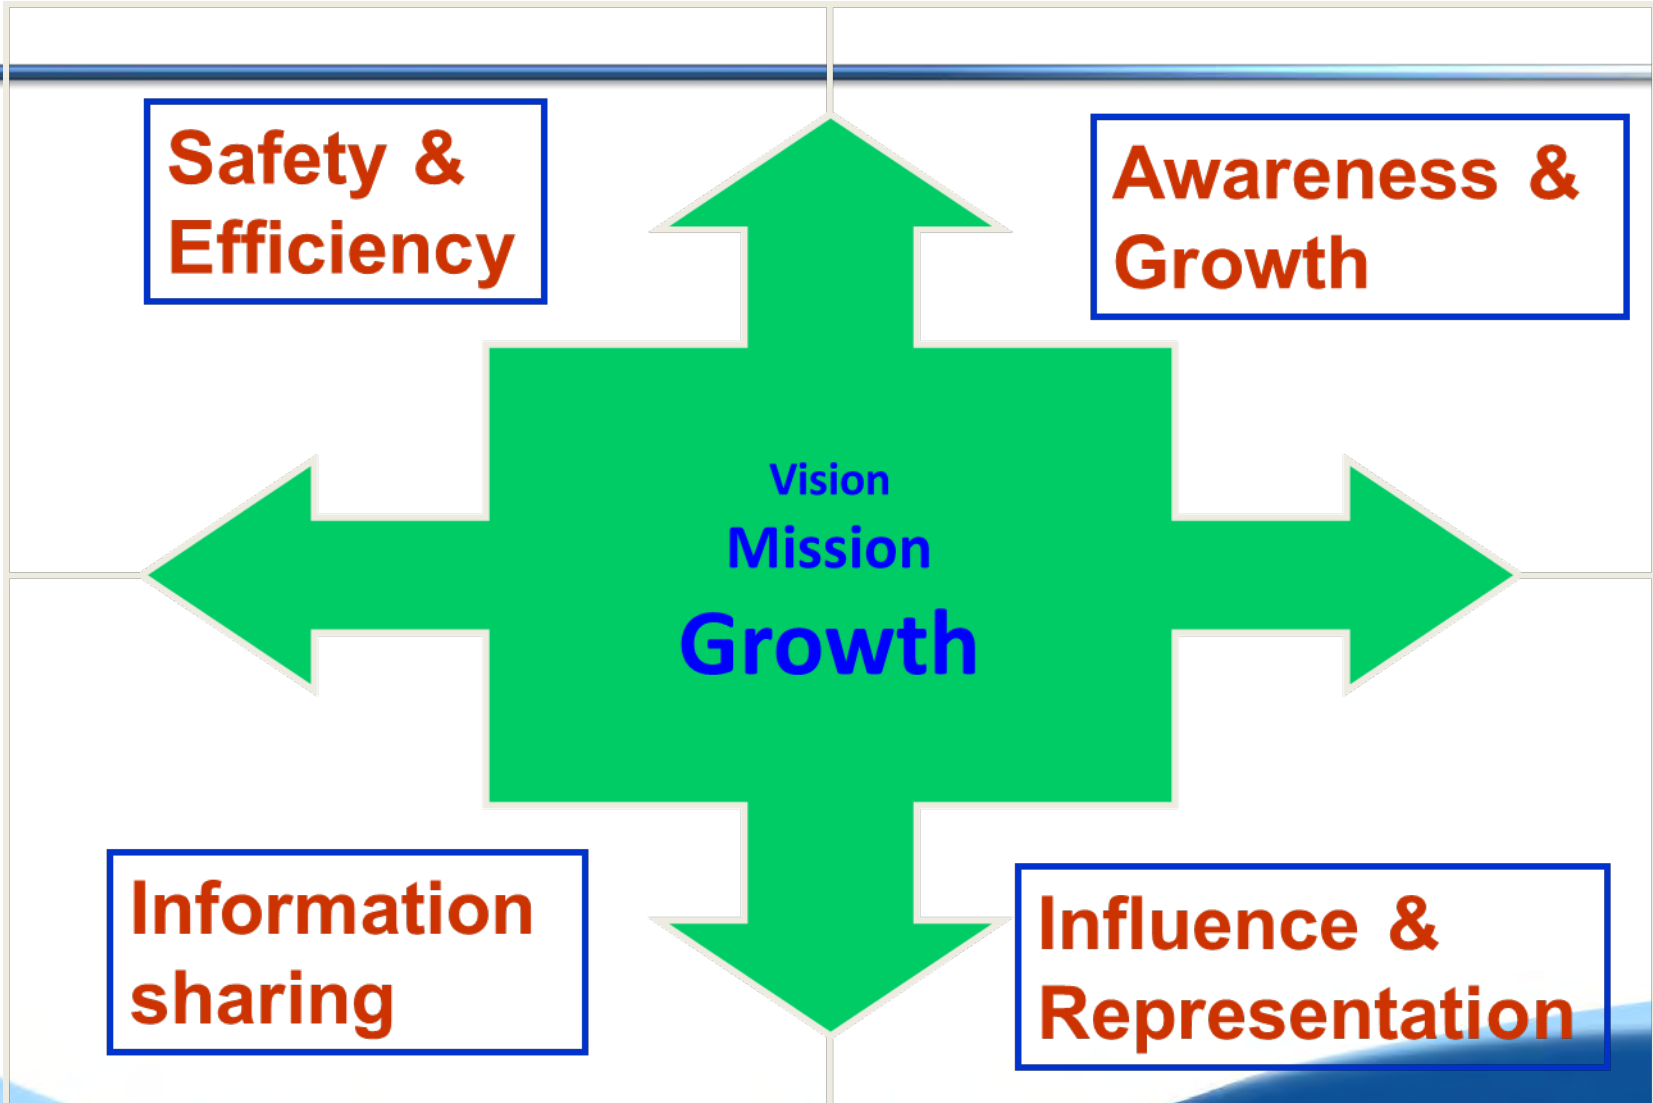 Safety &
Efficiency
Awareness &
Growth
Vision
Mission
Growth
Information
sharing
Influence &
Representation